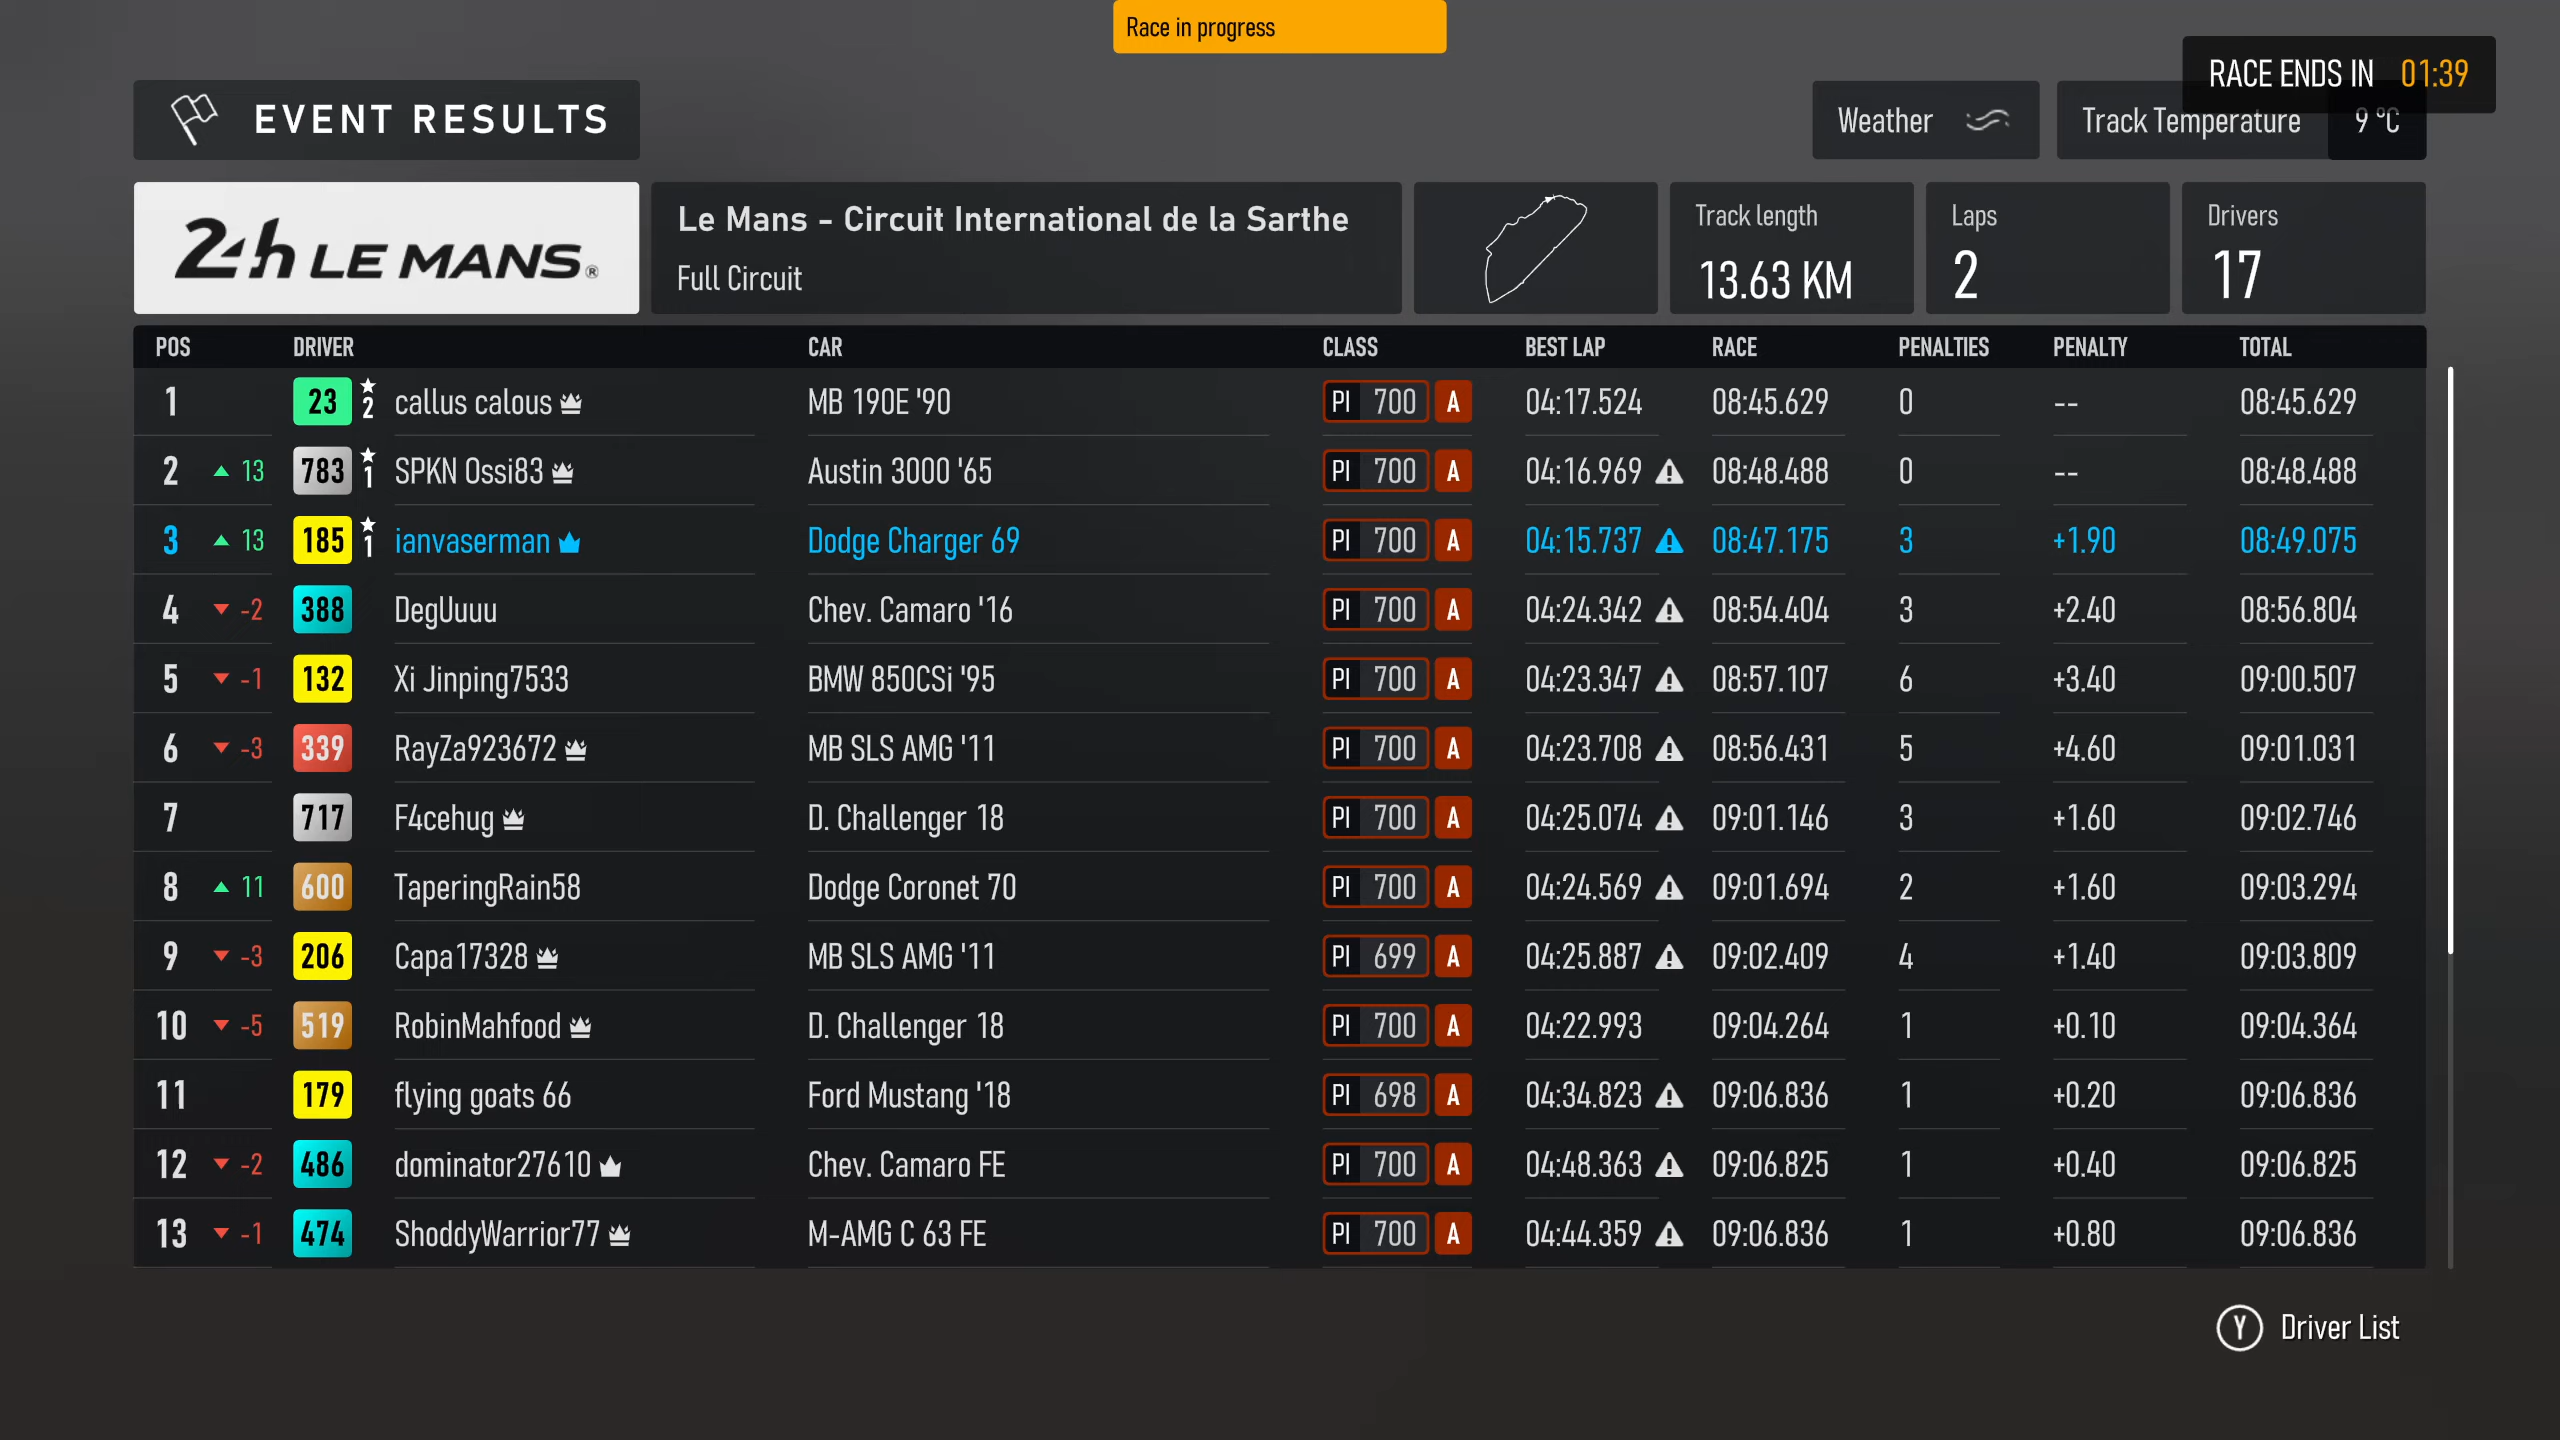 Race in progress
RACE ENDS IN 01:39
EVENT RESULTS
Weather
Track Temperature 9 °C
24h LE MANS®
Le Mans - Circuit International de la Sarthe
Full Circuit
Track length
13.63 KM
Laps
2
Drivers
17
POS DRIVER CAR CLASS BEST LAP RACE PENALTIES PENALTY TOTAL
1 23 2 callus calous MB 190E '90 PI 700 A 04:17.524 08:45.629 0 -- 08:45.629
2 13 783 1 SPKN Ossi83 Austin 3000 '65 PI 700 A 04:16.969 08:48.488 0 -- 08:48.488
3 13 185 1 ianvaserman Dodge Charger 69 PI 700 A 04:15.737 08:47.175 3 +1.90 08:49.075
4 -2 388 DegUuuu Chev. Camaro '16 PI 700 A 04:24.342 08:54.404 3 +2.40 08:56.804
5 -1 132 Xi Jinping7533 BMW 850CSi '95 PI 700 A 04:23.347 08:57.107 6 +3.40 09:00.507
6 -3 339 RayZa923672 MB SLS AMG '11 PI 700 A 04:23.708 08:56.431 5 +4.60 09:01.031
7 717 F4cehug D. Challenger 18 PI 700 A 04:25.074 09:01.146 3 +1.60 09:02.746
8 11 600 TaperingRain58 Dodge Coronet 70 PI 700 A 04:24.569 09:01.694 2 +1.60 09:03.294
9 -3 206 Capa17328 MB SLS AMG '11 PI 699 A 04:25.887 09:02.409 4 +1.40 09:03.809
10 -5 519 RobinMahfood D. Challenger 18 PI 700 A 04:22.993 09:04.264 1 +0.10 09:04.364
11 179 flying goats 66 Ford Mustang '18 PI 698 A 04:34.823 09:06.836 1 +0.20 09:06.836
12 -2 486 dominator27610 Chev. Camaro FE PI 700 A 04:48.363 09:06.825 1 +0.40 09:06.825
13 -1 474 ShoddyWarrior77 M-AMG C 63 FE PI 700 A 04:44.359 09:06.836 1 +0.80 09:06.836
Y Driver List